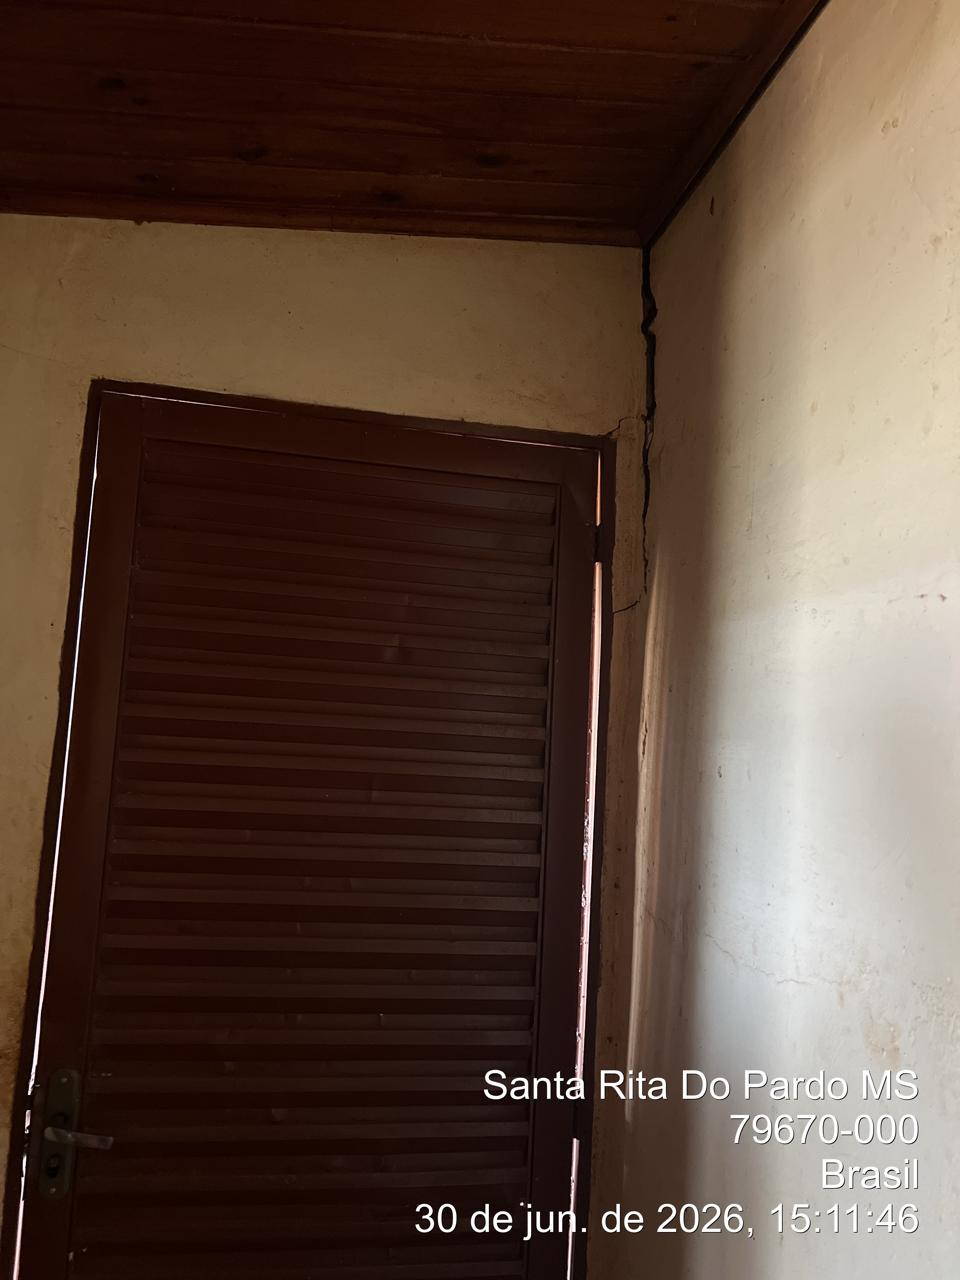 Santa Rita Do Pardo MS
79670-000
Brasil
30 de jun. de 2026, 15:11:46